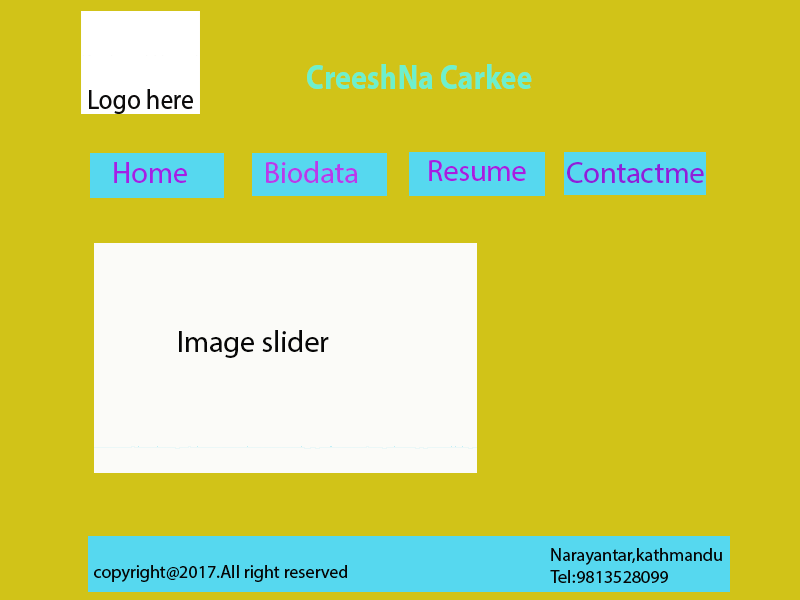 Logo here
CreeshNa Carkee
Home Biodata Resume Contactme
Image slider
copyright@2017.All right reserved
Narayantar,kathmandu
Tel:9813528099